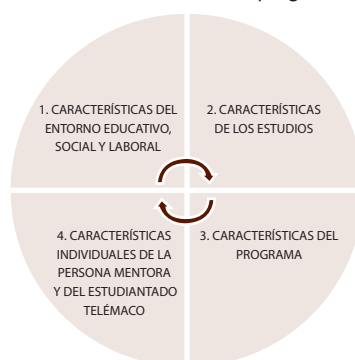 1. CARACTERÍSTICAS DEL
ENTORNO EDUCATIVO,
SOCIAL Y LABORAL
2. CARACTERÍSTICAS
DE LOS ESTUDIOS
4. CARACTERÍSTICAS
INDIVIDUALES DE LA
PERSONA MENTORA
Y DEL ESTUDIANTADO
TELÉMACO
3. CARACTERÍSTICAS DEL
PROGRAMA